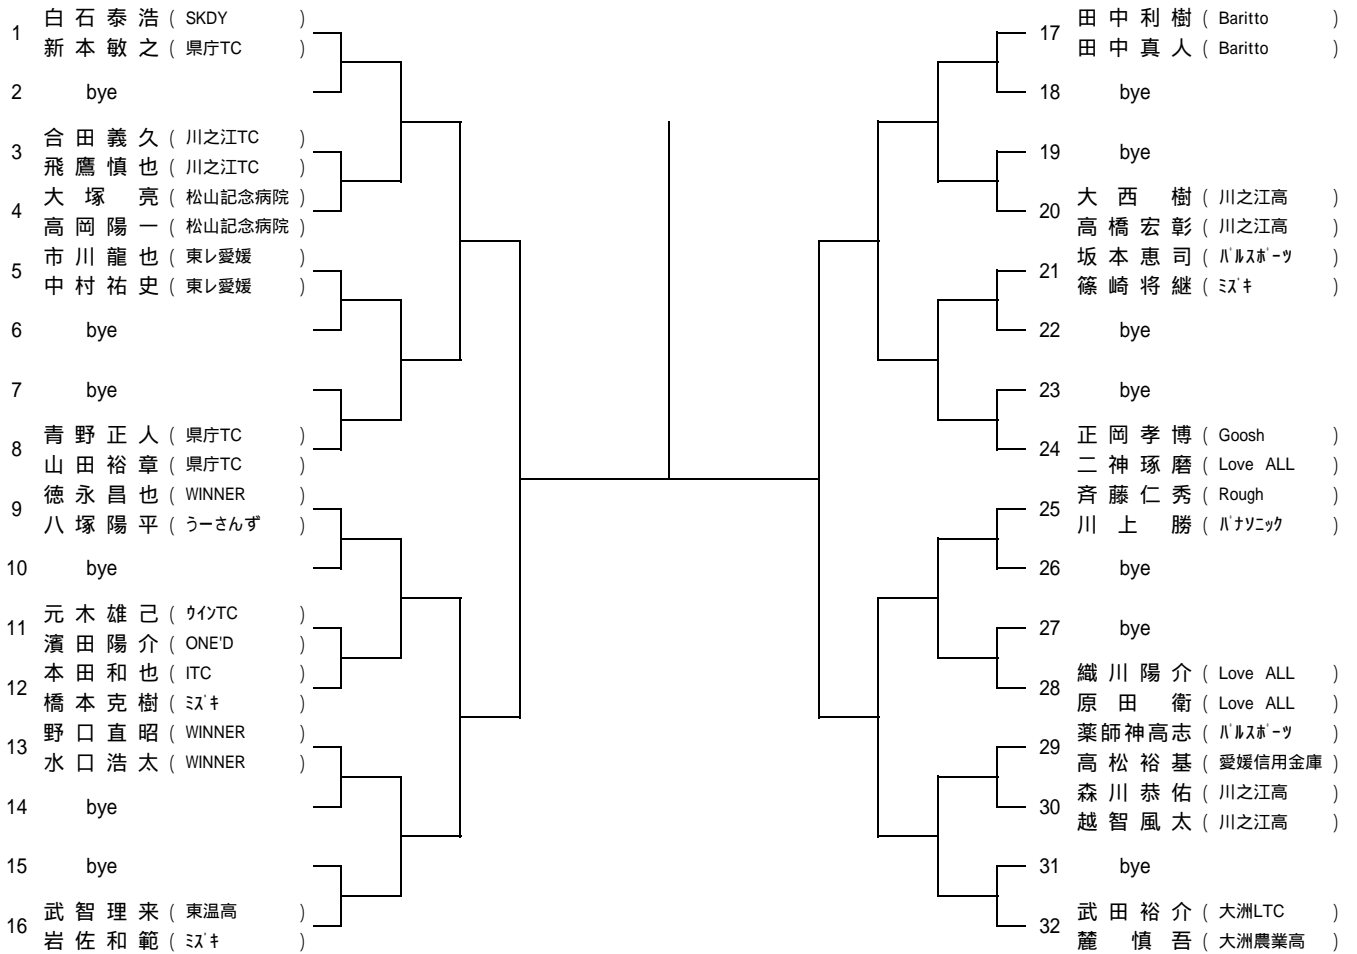 1 白石泰浩 ( SKDY )
新本敏之 ( 県庁TC )
2 bye
3 合田義久 ( 川之江TC )
飛鷹慎也 ( 川之江TC )
4 大塚 亮 ( 松山記念病院 )
高岡陽一 ( 松山記念病院 )
5 市川龍也 ( 東レ愛媛 )
中村祐史 ( 東レ愛媛 )
6 bye
7 bye
8 青野正人 ( 県庁TC )
山田裕章 ( 県庁TC )
9 徳永昌也 ( WINNER )
八塚陽平 ( うーさんず )
10 bye
11 元木雄己 ( ｳｲﾝTC )
濱田陽介 ( ONE'D )
12 本田和也 ( ITC )
橋本克樹 ( ﾐｽﾞｷ )
13 野口直昭 ( WINNER )
水口浩太 ( WINNER )
14 bye
15 bye
16 武智理来 ( 東温高 )
岩佐和範 ( ﾐｽﾞｷ )
17 田中利樹 ( Baritto )
田中真人 ( Baritto )
18 bye
19 bye
20 大西 樹 ( 川之江高 )
高橋宏彰 ( 川之江高 )
21 坂本恵司 ( ﾊﾟﾙｽﾎﾟｰﾂ )
篠崎将継 ( ﾐｽﾞｷ )
22 bye
23 bye
24 正岡孝博 ( Goosh )
二神琢磨 ( Love ALL )
25 斉藤仁秀 ( Rough )
川上 勝 ( ﾊﾟﾅｿﾆｯｸ )
26 bye
27 bye
28 織川陽介 ( Love ALL )
原田 衛 ( Love ALL )
29 薬師神高志 ( ﾊﾟﾙｽﾎﾟｰﾂ )
高松裕基 ( 愛媛信用金庫 )
30 森川恭佑 ( 川之江高 )
越智風太 ( 川之江高 )
31 bye
32 武田裕介 ( 大洲LTC )
麓 慎吾 ( 大洲農業高 )